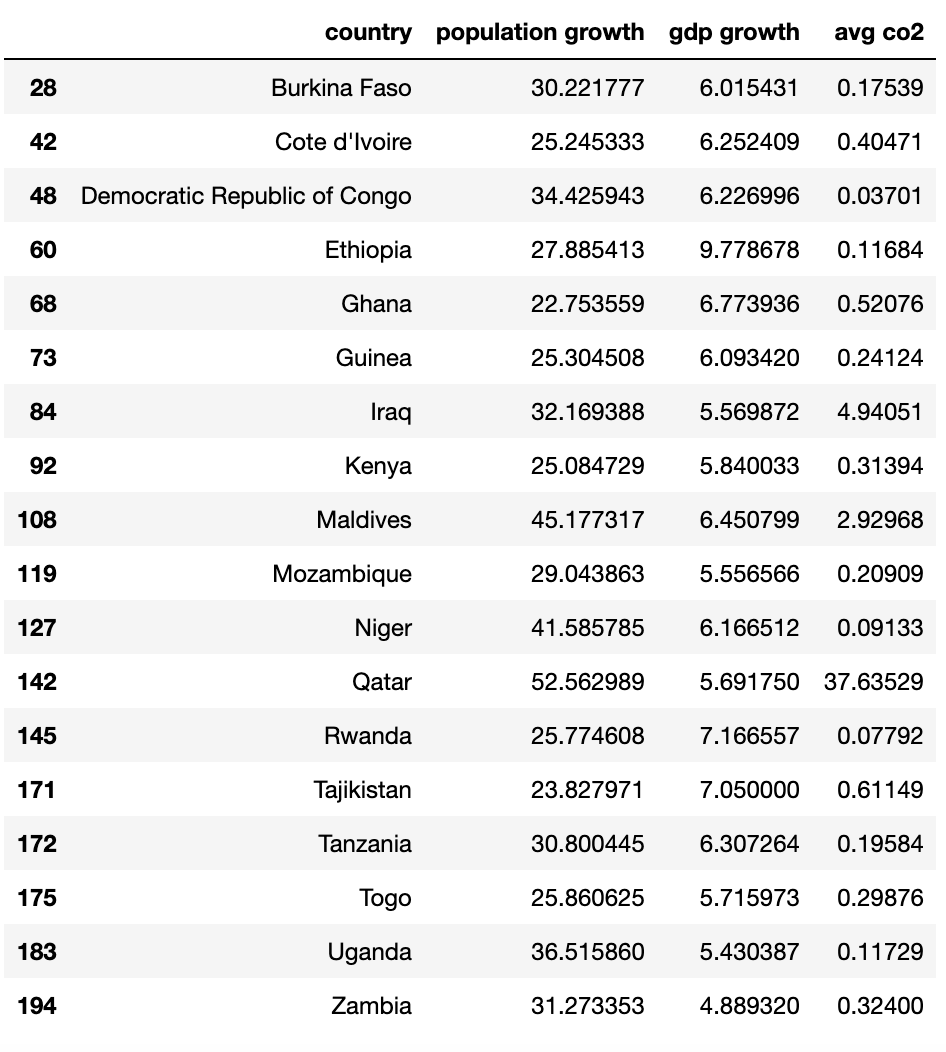 country population growth gdp growth avg co2
28 Burkina Faso 30.221777 6.015431 0.17539
42 Cote d'Ivoire 25.245333 6.252409 0.40471
48 Democratic Republic of Congo 34.425943 6.226996 0.03701
60 Ethiopia 27.885413 9.778678 0.11684
68 Ghana 22.753559 6.773936 0.52076
73 Guinea 25.304508 6.093420 0.24124
84 Iraq 32.169388 5.569872 4.94051
92 Kenya 25.084729 5.840033 0.31394
108 Maldives 45.177317 6.450799 2.92968
119 Mozambique 29.043863 5.556566 0.20909
127 Niger 41.585785 6.166512 0.09133
142 Qatar 52.562989 5.691750 37.63529
145 Rwanda 25.774608 7.166557 0.07792
171 Tajikistan 23.827971 7.050000 0.61149
172 Tanzania 30.800445 6.307264 0.19584
175 Togo 25.860625 5.715973 0.29876
183 Uganda 36.515860 5.430387 0.11729
194 Zambia 31.273353 4.889320 0.32400